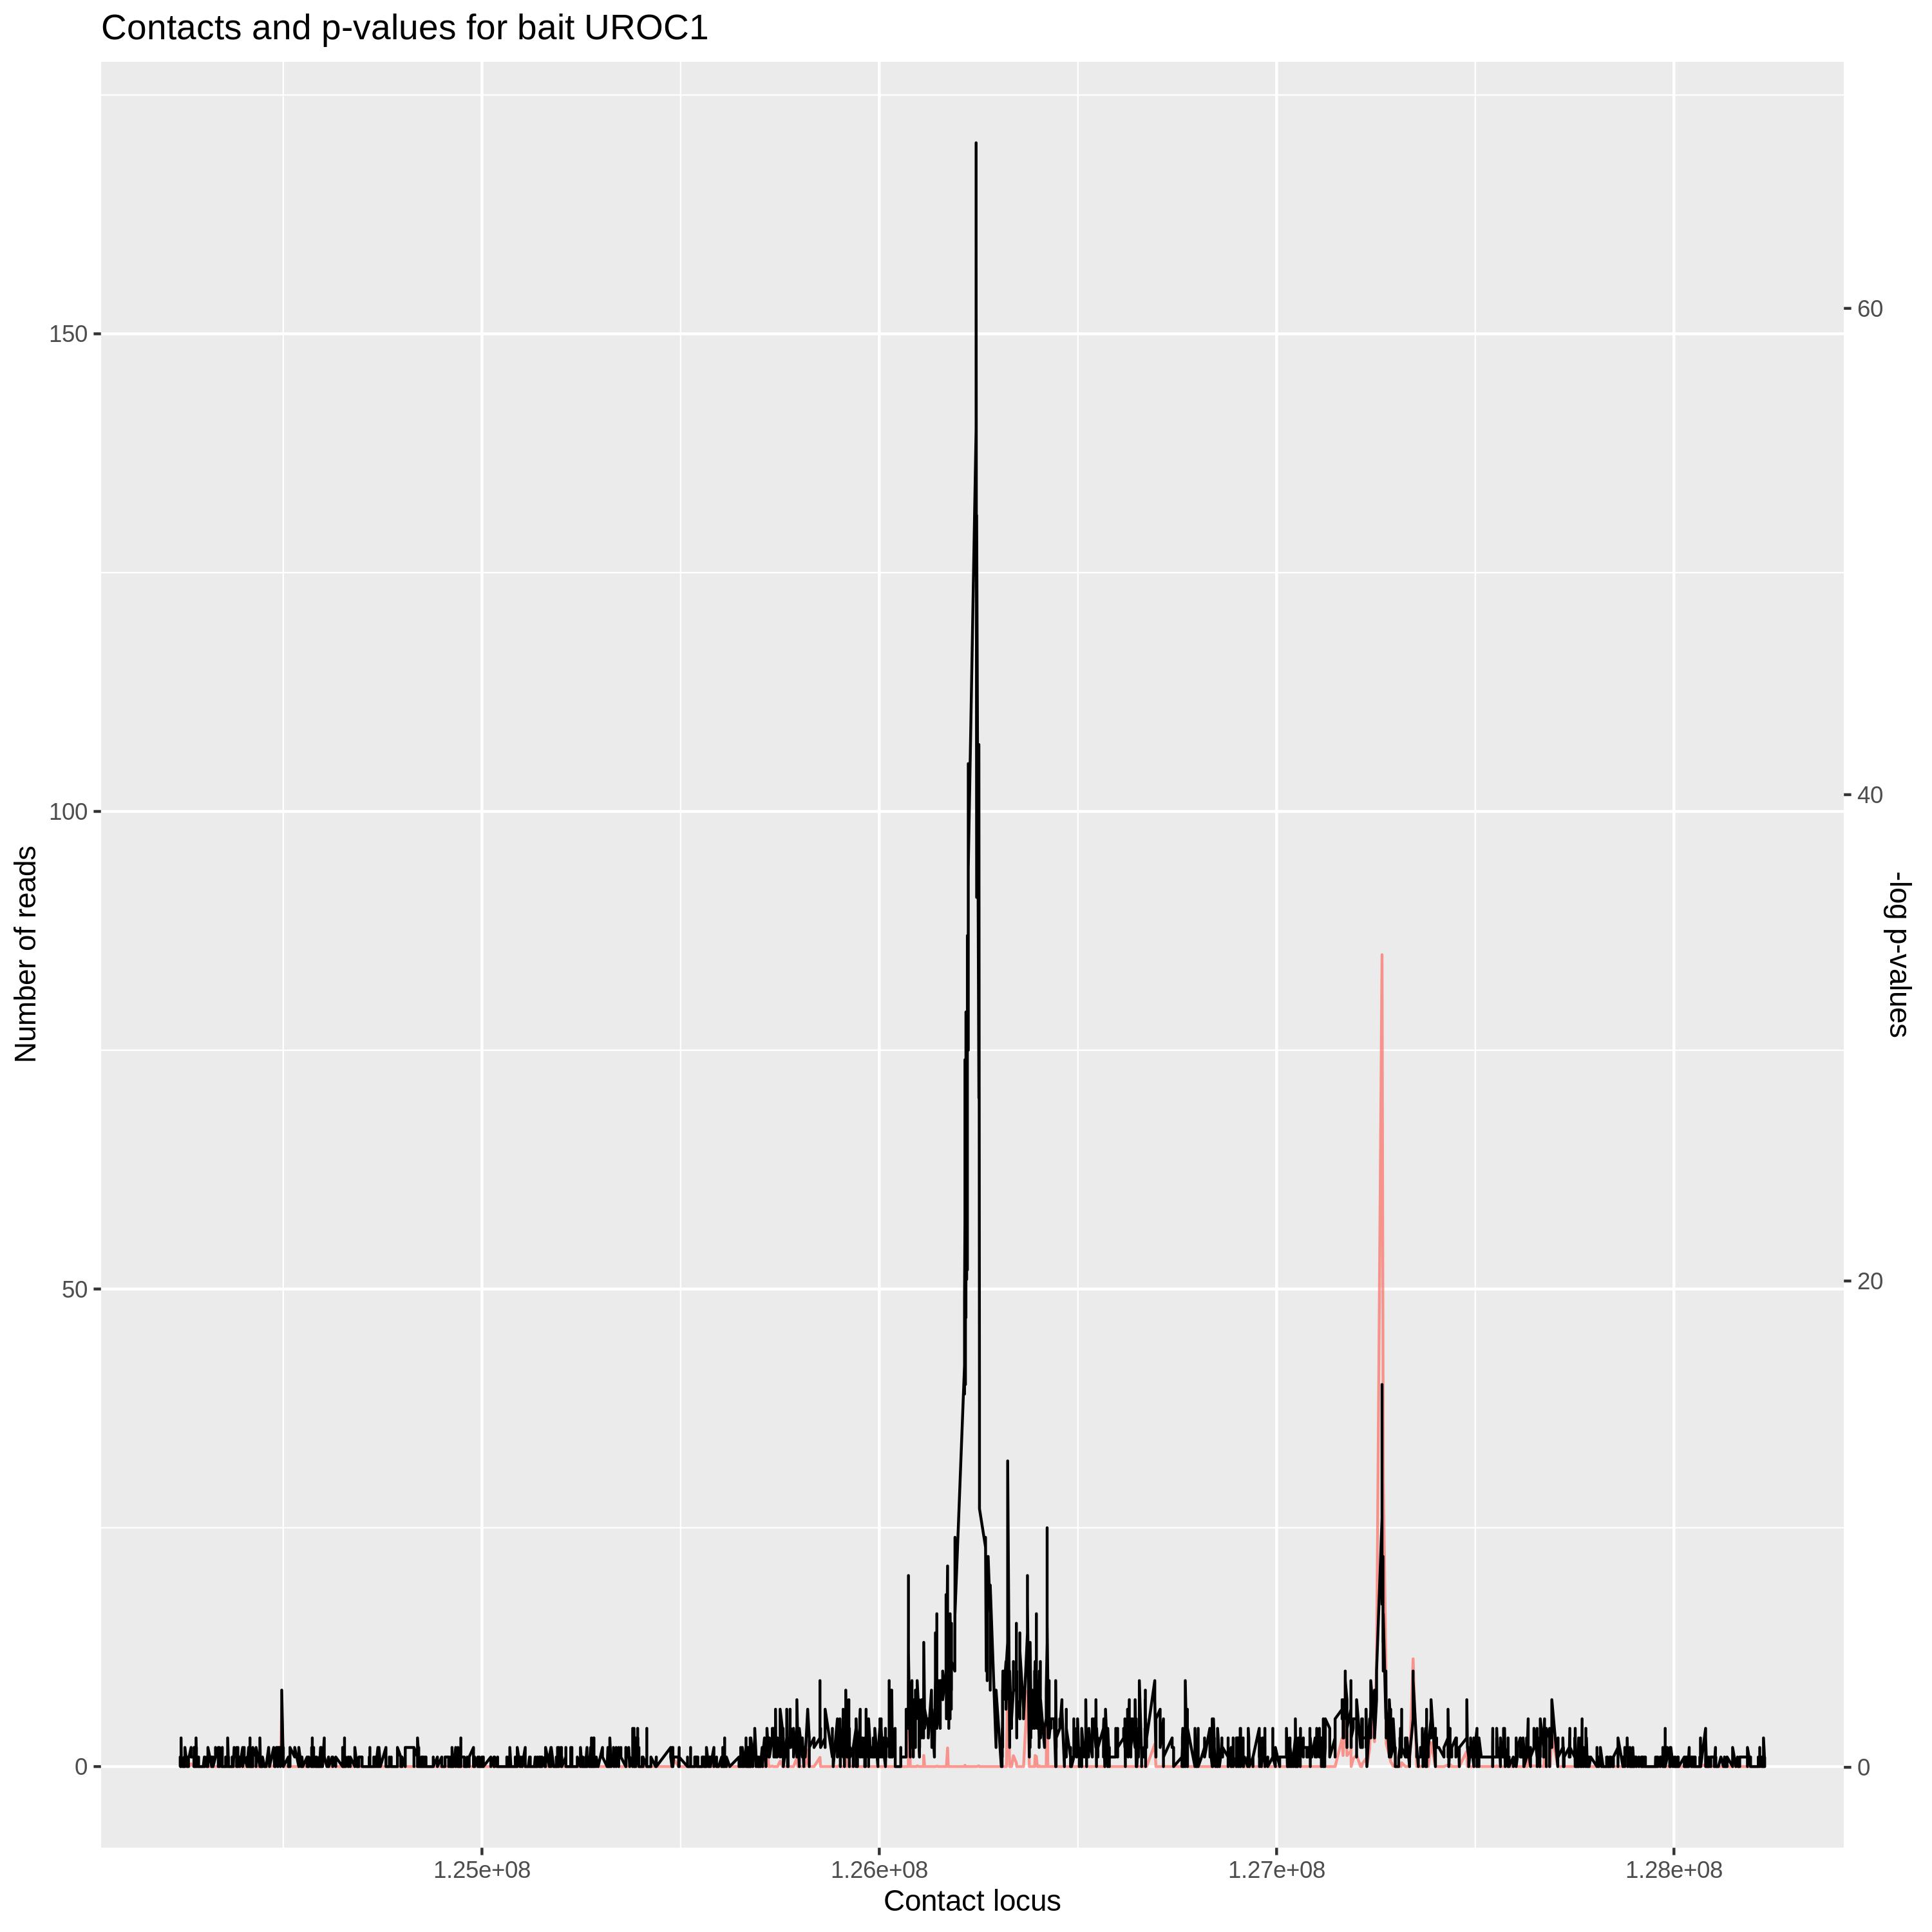 Contacts and p-values for bait UROC1
150
100
50
0
Number of reads
60
40
20
0
-log p-values
1.25e+08
1.26e+08
1.27e+08
1.28e+08
Contact locus